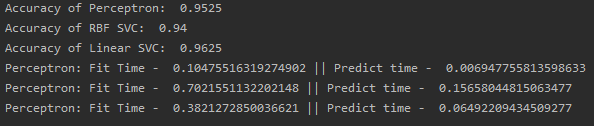 Accuracy of Perceptron:  0.9525
Accuracy of RBF SVC:  0.94
Accuracy of Linear SVC:  0.9625
Perceptron: Fit Time -  0.10475516319274902 || Predict time -  0.006947755813598633
Perceptron: Fit Time -  0.7021551132202148 || Predict time -  0.15658044815063477
Perceptron: Fit Time -  0.3821272850036621 || Predict time -  0.06492209434509277